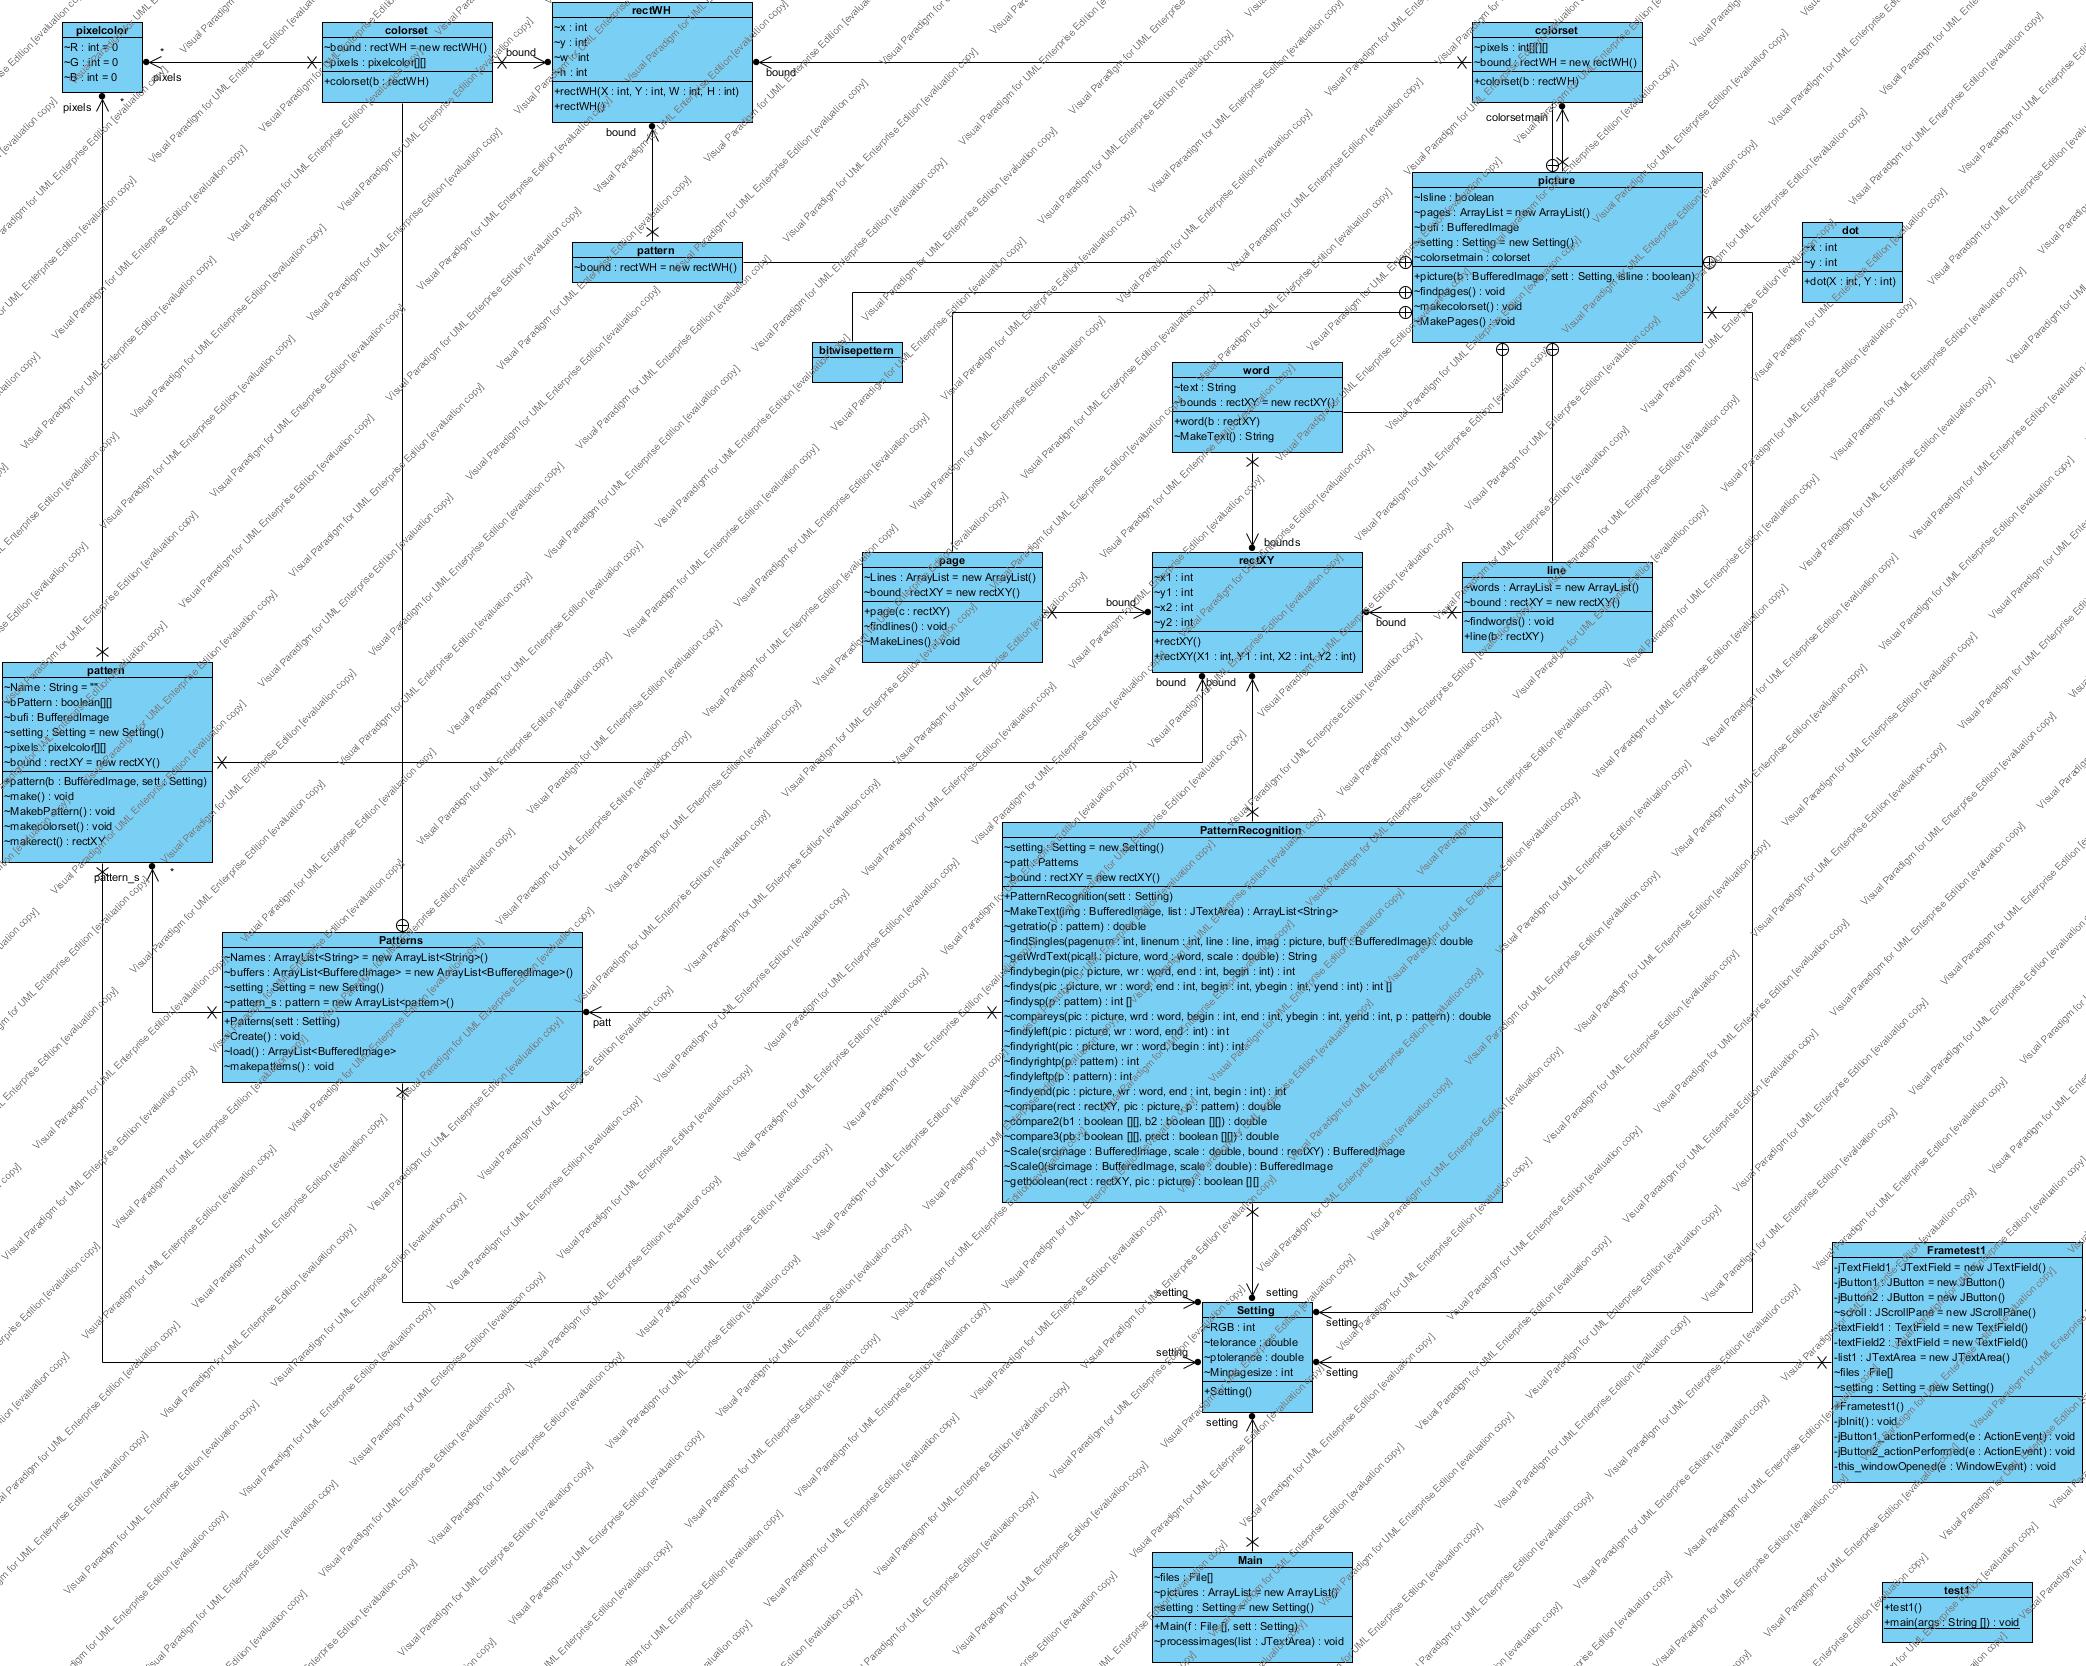 pixelcolor
~R : int = 0
~G : int = 0
~B : int = 0
*
pixels
pixels
*
colorset
~bound : rectWH = new rectWH()
~pixels : pixelcolor[][]
+colorset(b : rectWH)
bound
rectWH
~x : int
~y : int
~w : int
~h : int
+rectWH(X : int, Y : int, W : int, H : int)
+rectWH()
bound
bound
colorset
~pixels : int[][][]
~bound : rectWH = new rectWH()
+colorset(b : rectWH)
colorsetmain
pattern
~bound : rectWH = new rectWH()
picture
~Isline : boolean
~pages : ArrayList = new ArrayList()
~bufi : BufferedImage
~setting : Setting = new Setting()
~colorsetmain : colorset
+picture(b : BufferedImage, sett : Setting, isline : boolean)
~findpages() : void
~makecolorset() : void
~MakePages() : void
dot
~x : int
~y : int
+dot(X : int, Y : int)
bitwisepettern
word
~text : String
~bounds : rectXY = new rectXY()
+word(b : rectXY)
~MakeText() : String
bounds
page
~Lines : ArrayList = new ArrayList()
~bound : rectXY = new rectXY()
+page(c : rectXY)
~findlines() : void
~MakeLines() : void
bound
rectXY
~x1 : int
~y1 : int
~x2 : int
~y2 : int
+rectXY()
+rectXY(X1 : int, Y1 : int, X2 : int, Y2 : int)
bound
line
~words : ArrayList = new ArrayList()
~bound : rectXY = new rectXY()
~findwords() : void
+line(b : rectXY)
bound
bound
pattern
~Name : String = ""
~bPattern : boolean[][]
~bufi : BufferedImage
~setting : Setting = new Setting()
~pixels : pixelcolor[][]
~bound : rectXY = new rectXY()
+pattern(b : BufferedImage, sett : Setting)
~make() : void
~MakebPattern() : void
~makecolorset() : void
~makerect() : rectXY
pattern_s
*
Patterns
~Names : ArrayList<String> = new ArrayList<String>()
~buffers : ArrayList<BufferedImage> = new ArrayList<BufferedImage>()
~setting : Setting = new Setting()
~pattern_s : pattern = new ArrayList<pattern>()
+Patterns(sett : Setting)
~Create() : void
~load() : ArrayList<BufferedImage>
~makepatterns() : void
patt
PatternRecognition
~setting : Setting = new Setting()
~patt : Patterns
~bound : rectXY = new rectXY()
+PatternRecognition(sett : Setting)
~MakeText(img : BufferedImage, list : JTextArea) : ArrayList<String>
~getratio(p : pattern) : double
~findSingles(pagenum : int, linenum : int, line : line, imag : picture, buff : BufferedImage) : double
~getWrdText(picall : picture, word : word, scale : double) : String
~findybegin(pic : picture, wr : word, end : int, begin : int) : int
~findys(pic : picture, wr : word, end : int, begin : int, ybegin : int, yend : int) : int []
~findysp(p : pattern) : int []
~compareys(pic : picture, wrd : word, begin : int, end : int, ybegin : int, yend : int, p : pattern) : double
~findyleft(pic : picture, wr : word, end : int) : int
~findyright(pic : picture, wr : word, begin : int) : int
~findyrightp(p : pattern) : int
~findyleftp(p : pattern) : int
~findyend(pic : picture, wr : word, end : int, begin : int) : int
~compare(rect : rectXY, pic : picture, p : pattern) : double
~compare2(b1 : boolean [][], b2 : boolean [][]) : double
~compare3(pb : boolean [][], prect : boolean [][]) : double
~Scale(srcimage : BufferedImage, scale : double, bound : rectXY) : BufferedImage
~Scale0(srcimage : BufferedImage, scale : double) : BufferedImage
~getboolean(rect : rectXY, pic : picture) : boolean [][]
setting
setting
setting
setting
setting
setting
Setting
~RGB : int
~telorance : double
~ptolerance : double
~Minpagesize : int
+Setting()
Frametest1
-jTextField1 : JTextField = new JTextField()
-jButton1 : JButton = new JButton()
-jButton2 : JButton = new JButton()
~scroll : JScrollPane = new JScrollPane()
-textField1 : TextField = new TextField()
-textField2 : TextField = new TextField()
-list1 : JTextArea = new JTextArea()
~files : File[]
~setting : Setting = new Setting()
+Frametest1()
-jbInit() : void
-jButton1_actionPerformed(e : ActionEvent) : void
-jButton2_actionPerformed(e : ActionEvent) : void
-this_windowOpened(e : WindowEvent) : void
Main
~files : File[]
~pictures : ArrayList = new ArrayList()
~setting : Setting = new Setting()
+Main(f : File [], sett : Setting)
~processimages(list : JTextArea) : void
test1
+test1()
+main(args : String []) : void
Visual Paradigm for UML Enterprise Edition [evaluation copy]